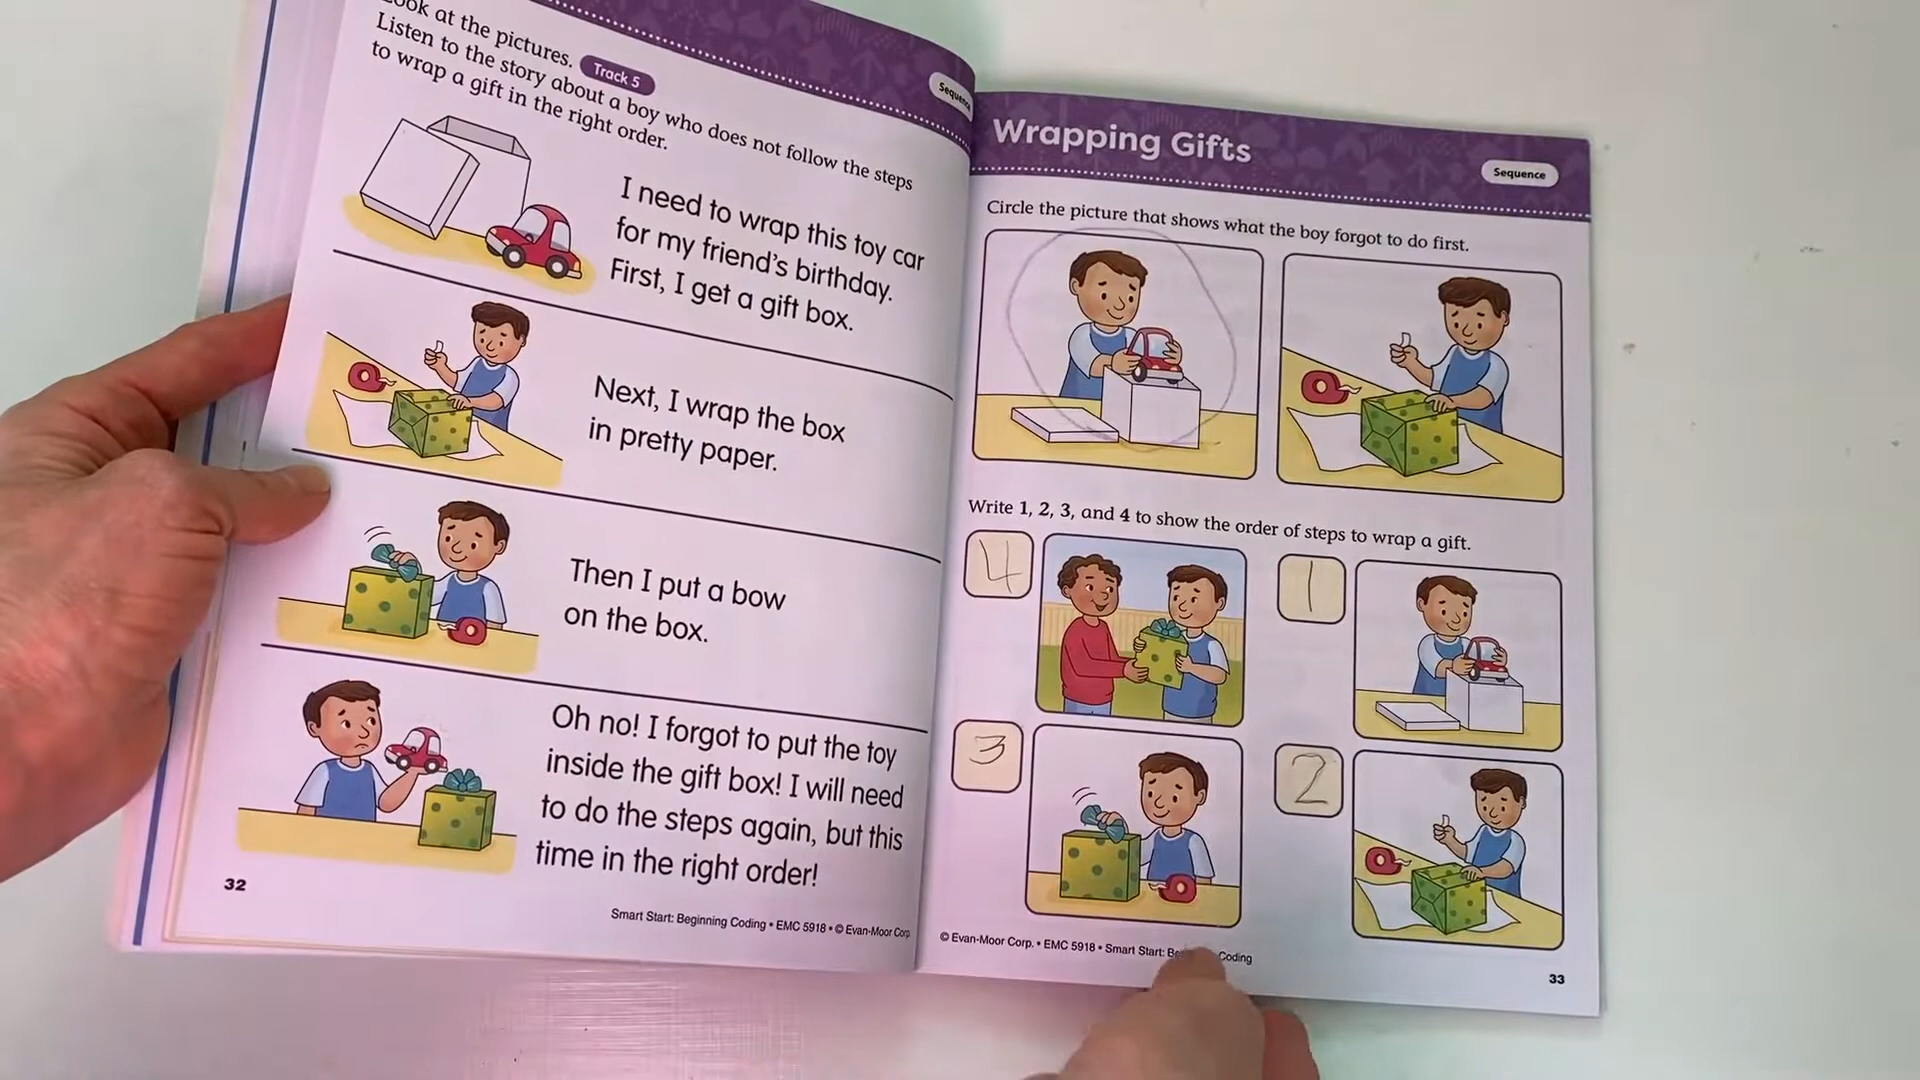 Look at the pictures.
Track 5
Listen to the story about a boy who does not follow the steps
to wrap a gift in the right order.
I need to wrap this toy car
for my friend's birthday.
First, I get a gift box.
Next, I wrap the box
in pretty paper.
Then I put a bow
on the box.
Oh no! I forgot to put the toy
inside the gift box! I will need
to do the steps again, but this
time in the right order!
32
Smart Start: Beginning Coding • EMC 5918 • © Evan-Moor Corp.
Wrapping Gifts
Sequence
Circle the picture that shows what the boy forgot to do first.
Write 1, 2, 3, and 4 to show the order of steps to wrap a gift.
4
1
3
2
© Evan-Moor Corp. • EMC 5918 • Smart Start: Coding
33